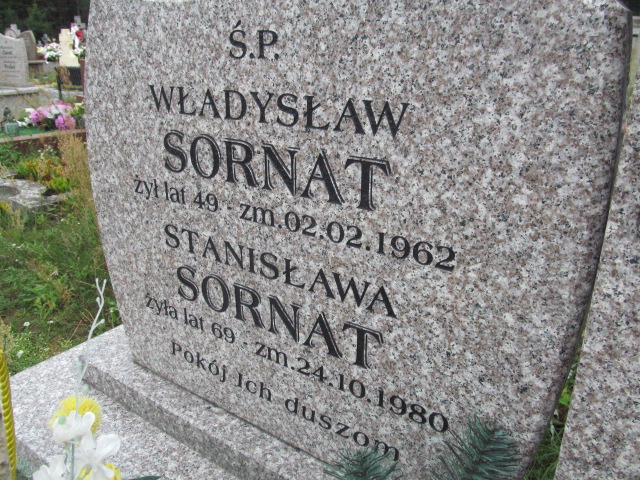 Ś.P.
WŁADYSŁAW
SORNAT
żył lat 49 - zm.02.02.1962
STANISŁAWA
SORNAT
żyła lat 69 - zm.24.10.1980
Pokój Ich duszom